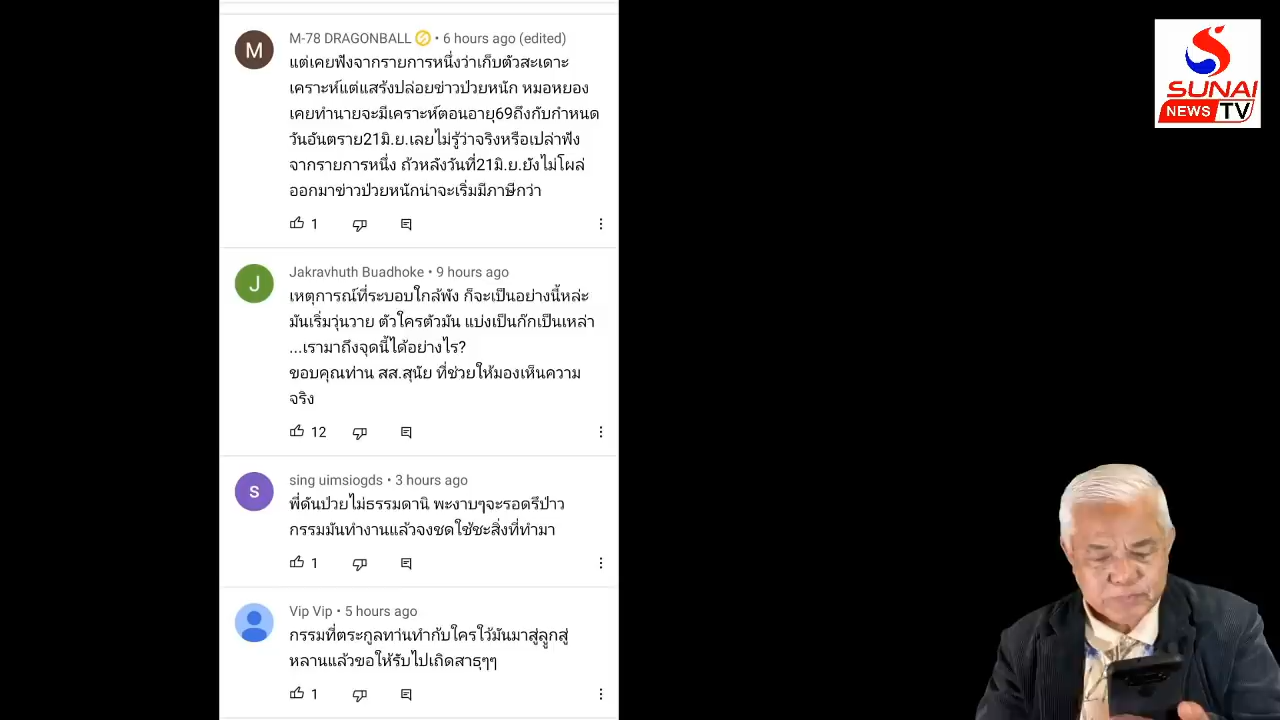 M-78 DRAGONBALL • 6 hours ago (edited)
แต่เคยฟังจากรายการหนึ่งว่าเก็บตัวสะเดาะ
เคราะห์แต่แสร้งปล่อยข่าวป่วยหนัก หมอหยอง
เคยทำนายจะมีเคราะห์ตอนอายุ69ถึงกับกำหนด
วันอันตราย21มิ.ย.เลยไม่รู้ว่าจริงหรือเปล่าฟัง
จากรายการหนึ่ง ถ้วหลังวันที่21มิ.ย.ยังไม่โผล่
ออกมาข่าวป่วยหนักน่าจะเริ่มมีภาษีกว่า
1
Jakravhuth Buadhoke • 9 hours ago
เหตุการณ์ที่ระบอบใกล้พัง ก็จะเป็นอย่างนี้หล่ะ
มันเริ่มวุ่นวาย ตัวใครตัวมัน แบ่งเป็นก๊กเป็นเหล่า
...เรามาถึงจุดนี้ได้อย่างไร?
ขอบคุณท่าน สส.สุนัย ที่ช่วยให้มองเห็นความ
จริง
12
sing uimsiogds • 3 hours ago
พี่ดันป่วยไม่ธรรมดานิ พะงาบๆจะรอดรึป่าว
กรรมมันทำงานแล้วจงชดใช้ซะสิ่งที่ทำมา
1
Vip Vip • 5 hours ago
กรรมที่ตระกูลทา่นทำกับใครใว้มันมาสู่ลูกสู่
หลานแล้วขอให้รับไปเถิดสาธุๆๆ
1
M
J
s
SUNAI
NEWS TV